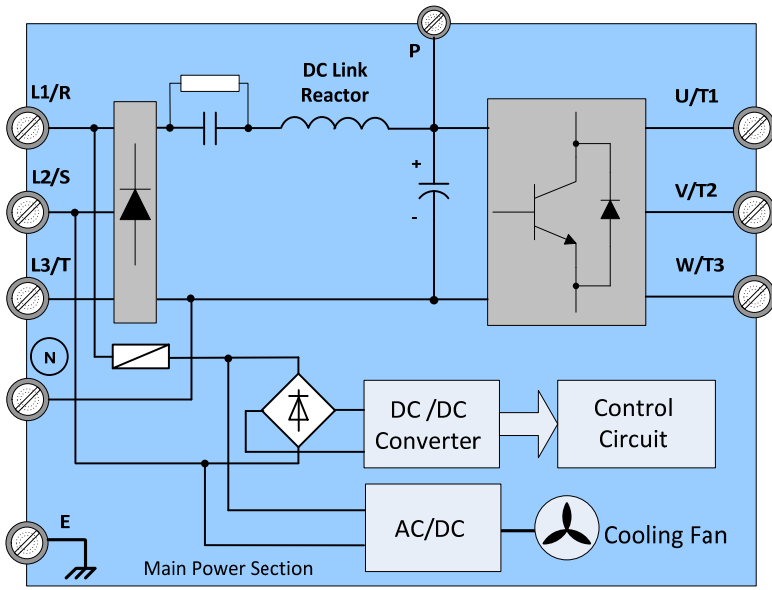 P
L1/R
DC Link
Reactor
U/T1
+
L2/S
V/T2
-
L3/T
W/T3
N
DC /DC
Converter
Control
Circuit
E
AC/DC
Cooling Fan
Main Power Section